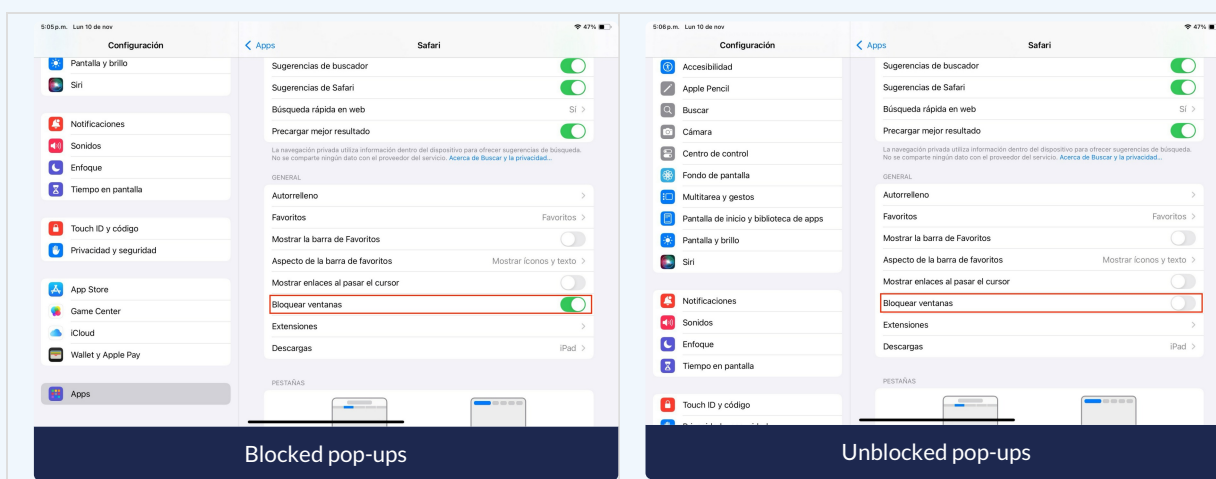 5:05 p.m. Lun 10 de nov
47%
Configuración
Apps
Safari
Pantalla y brillo
Siri
Notificaciones
Sonidos
Enfoque
Tiempo en pantalla
Touch ID y código
Privacidad y seguridad
App Store
Game Center
iCloud
Wallet y Apple Pay
Apps
Sugerencias de buscador
Sugerencias de Safari
Búsqueda rápida en web Sí
Precargar mejor resultado
La navegación privada utiliza información dentro del dispositivo para ofrecer sugerencias de búsqueda.
No se comparte ningún dato con el proveedor del servicio. Acerca de Buscar y la privacidad...
GENERAL
Autorrelleno
Favoritos Favoritos
Mostrar la barra de Favoritos
Aspecto de la barra de favoritos Mostrar íconos y texto
Mostrar enlaces al pasar el cursor
Bloquear ventanas
Extensiones
Descargas iPad
PESTAÑAS
Blocked pop-ups
5:06 p.m. Lun 10 de nov
47%
Configuración
Apps
Safari
Accesibilidad
Apple Pencil
Buscar
Cámara
Centro de control
Fondo de pantalla
Multitarea y gestos
Pantalla de inicio y biblioteca de apps
Pantalla y brillo
Siri
Notificaciones
Sonidos
Enfoque
Tiempo en pantalla
Touch ID y código
Sugerencias de buscador
Sugerencias de Safari
Búsqueda rápida en web Sí
Precargar mejor resultado
La navegación privada utiliza información dentro del dispositivo para ofrecer sugerencias de búsqueda.
No se comparte ningún dato con el proveedor del servicio. Acerca de Buscar y la privacidad...
GENERAL
Autorrelleno
Favoritos Favoritos
Mostrar la barra de Favoritos
Aspecto de la barra de favoritos Mostrar íconos y texto
Mostrar enlaces al pasar el cursor
Bloquear ventanas
Extensiones
Descargas iPad
PESTAÑAS
Unblocked pop-ups